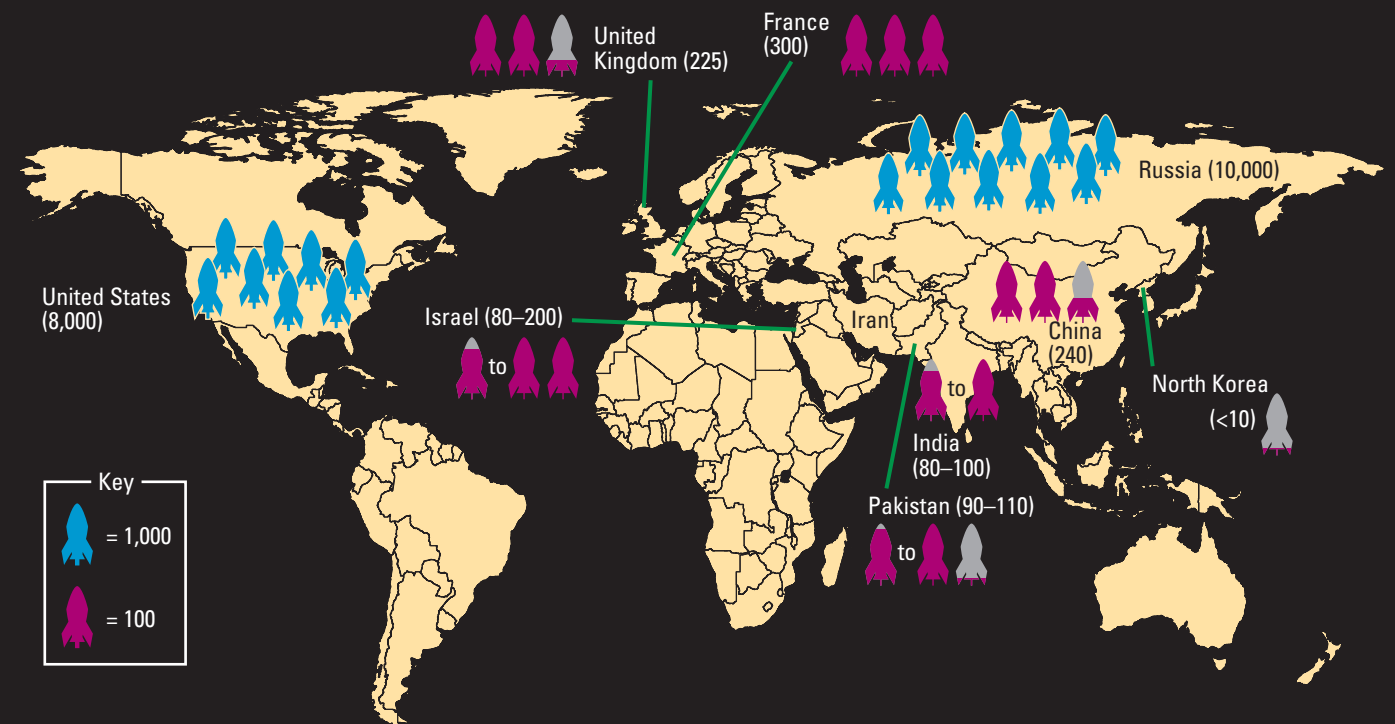 United
Kingdom (225)
France
(300)
Russia (10,000)
United States
(8,000)
Israel (80–200)
to
Iran
China
(240)
to
India
(80–100)
North Korea
(<10)
Pakistan (90–110)
to
Key
= 1,000
= 100